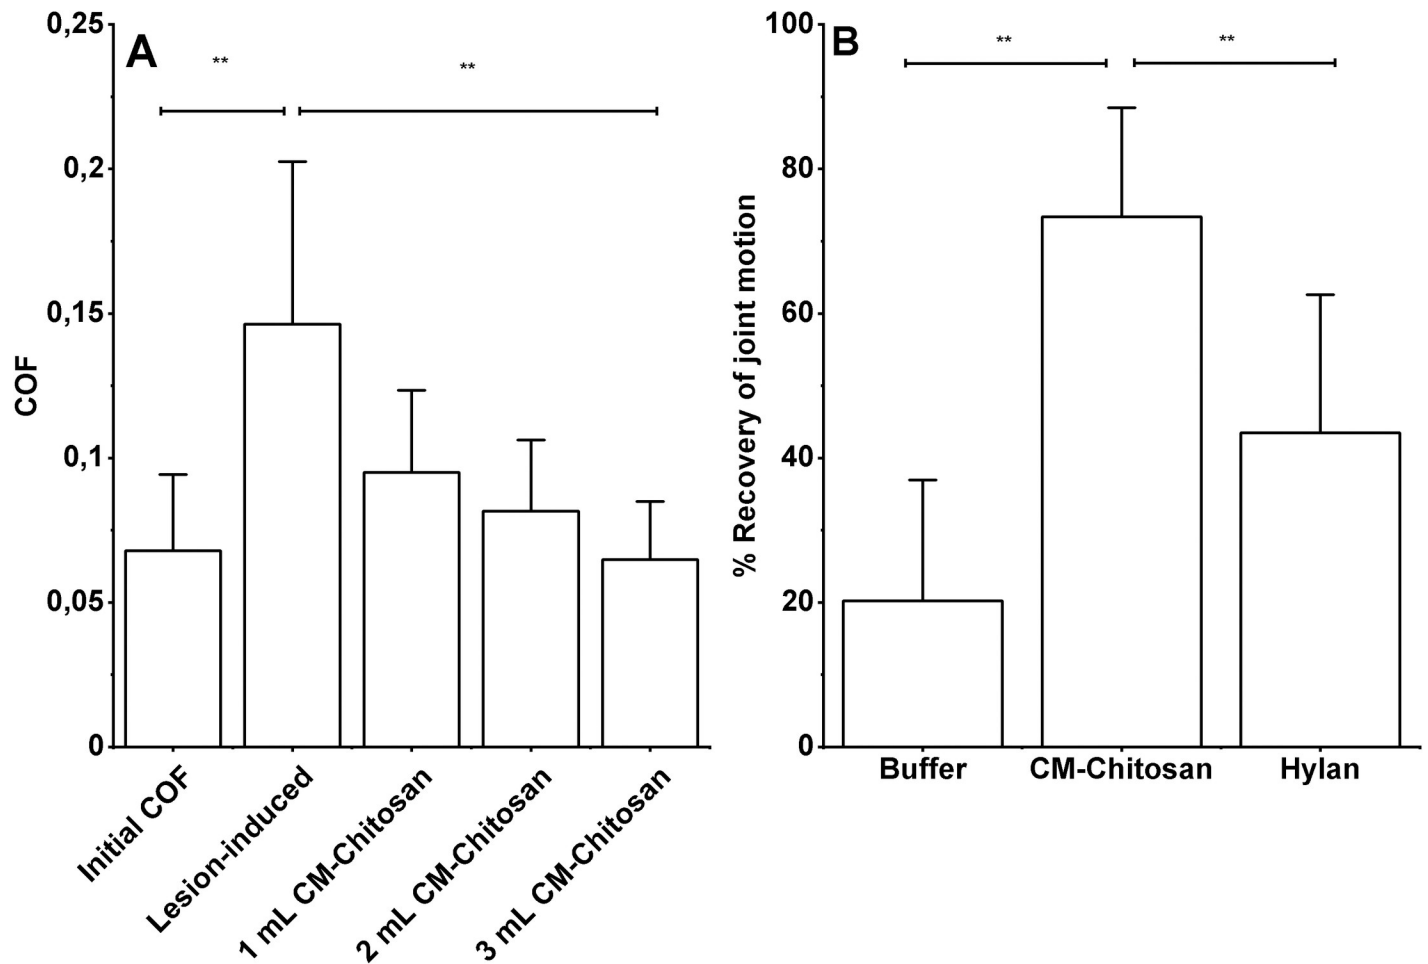 A
**
**
0,25
0,2
0,15
0,1
0,05
0
COF
Initial COF
Lesion-induced
1 mL CM-Chitosan
2 mL CM-Chitosan
3 mL CM-Chitosan
B
**
**
100
80
60
40
20
0
% Recovery of joint motion
Buffer
CM-Chitosan
Hylan